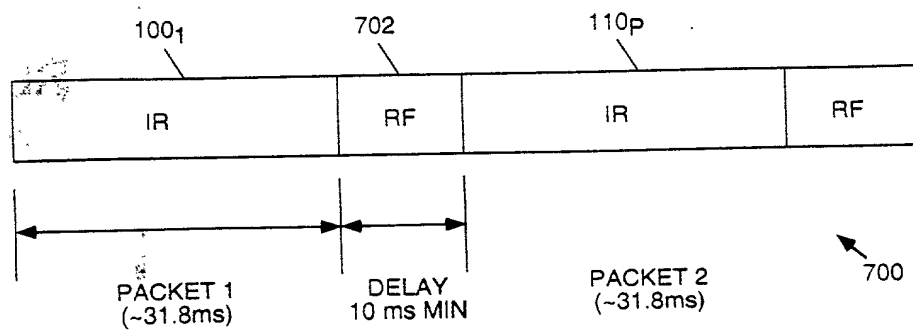 100₁ 702 110P
IR RF IR RF
700
PACKET 1 DELAY PACKET 2
(~31.8ms) 10 ms MIN (~31.8ms)